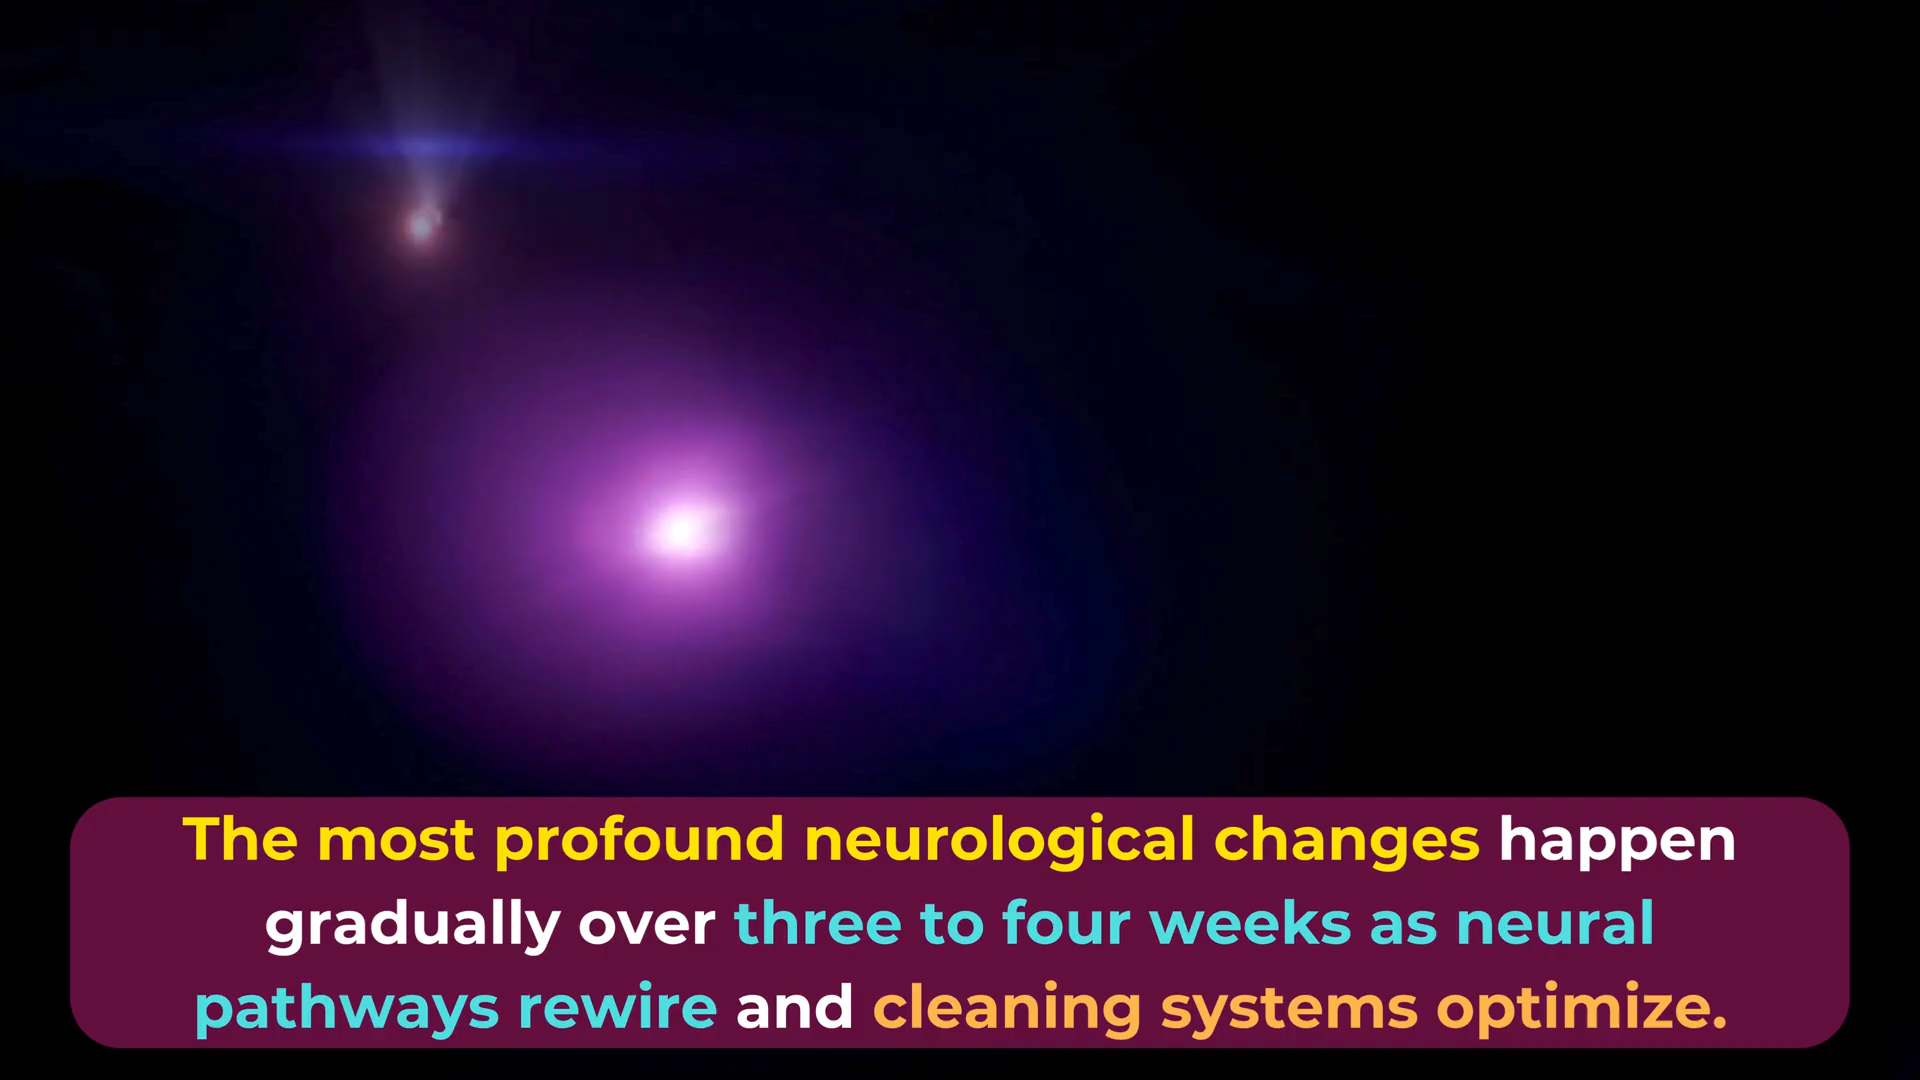 The most profound neurological changes happen
gradually over three to four weeks as neural
pathways rewire and cleaning systems optimize.